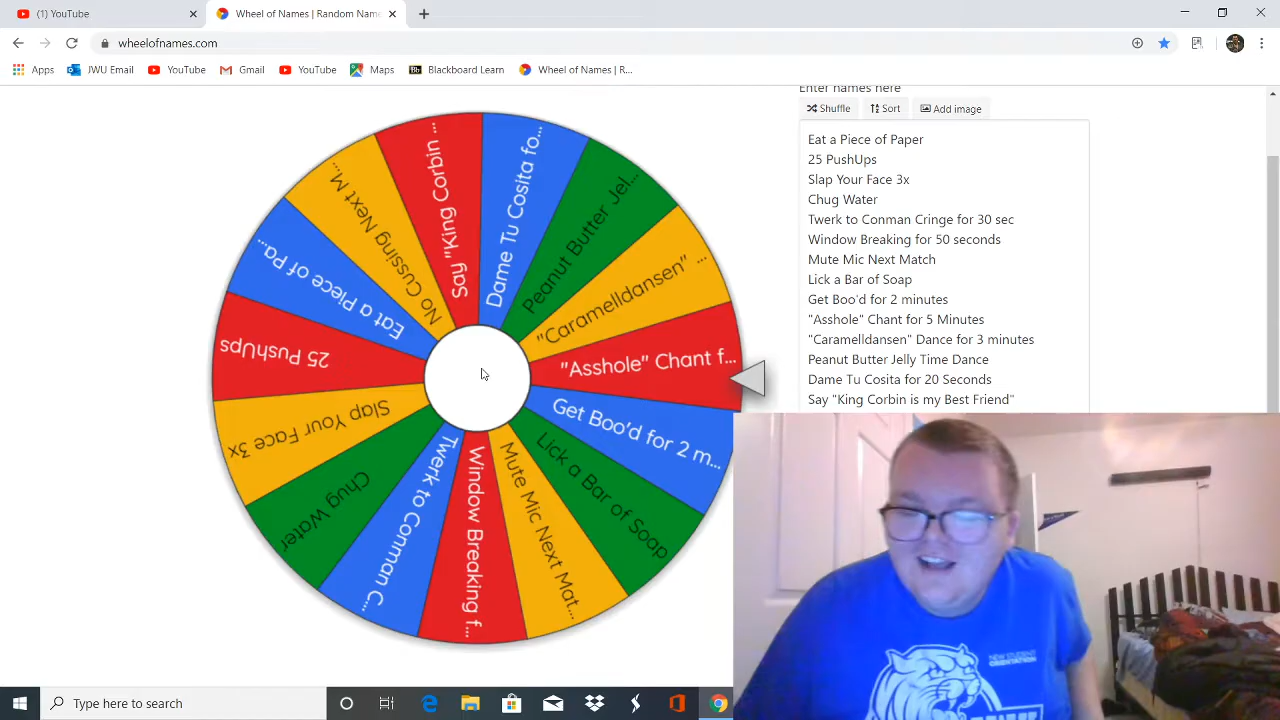 (1) YouTube
Wheel of Names | Random Name
wheelofnames.com
Apps JWU Email YouTube Gmail YouTube Maps Blackboard Learn Wheel of Names | R...
Enter names here
Shuffle Sort Add image
Eat a Piece of Paper
25 PushUps
Slap Your Face 3x
Chug Water
Twerk to Conman Cringe for 30 sec
Window Breaking for 50 seconds
Mute Mic Next Match
Lick a Bar of Soap
Get Boo'd for 2 minutes
"Asshole" Chant for 5 Minutes
"Caramelldansen" Dance for 3 minutes
Peanut Butter Jelly Time Dance
Dame Tu Cosita for 20 Seconds
Say "King Corbin is my Best Friend"
Say "King Corbin ...
Dame Tu Cosita fo...
Peanut Butter Jel...
"Caramelldansen" ...
"Asshole" Chant f...
Get Boo'd for 2 m...
Lick a Bar of Soap
Mute Mic Next Mat...
Window Breaking f...
Twerk to Conman C...
Chug Water
Slap Your Face 3x
25 PushUps
Eat a Piece of Pa...
No Cussing Next M...
NEW STUDENT
ORIENTATION
Type here to search